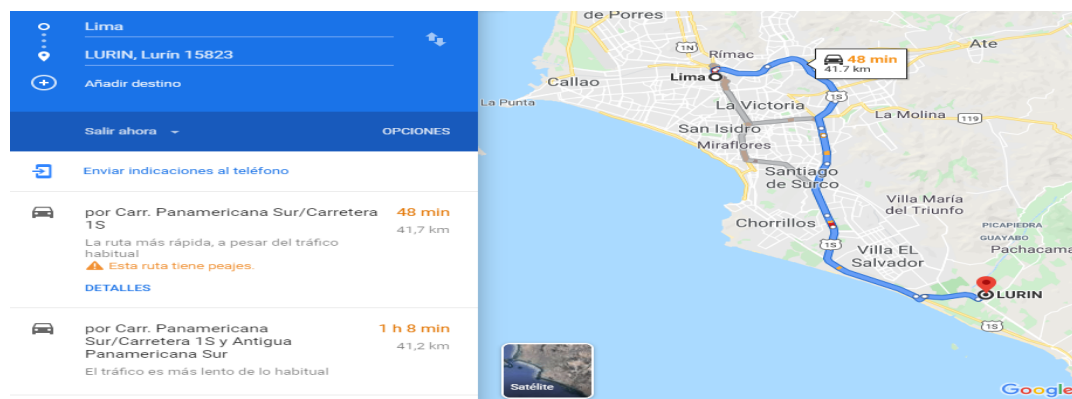 Lima
LURIN, Lurín 15823
Añadir destino
Salir ahora
OPCIONES
Enviar indicaciones al teléfono
por Carr. Panamericana Sur/Carretera 48 min
1S 41,7 km
La ruta más rápida, a pesar del tráfico
habitual
Esta ruta tiene peajes.
DETALLES
por Carr. Panamericana 1 h 8 min
Sur/Carretera 1S y Antigua 41,2 km
Panamericana Sur
El tráfico es más lento de lo habitual
de Porres
1N
Rímac
48 min
41.7 km
Ate
Callao
Lima
La Punta
La Victoria
1S
La Molina
119
San Isidro
Miraflores
Santiago
de Surco
Villa María
del Triunfo
Chorrillos
PICAPIEDRA
GUAYABO
1S
Villa EL
Salvador
Pachacama
LURIN
1S
Satélite
Google